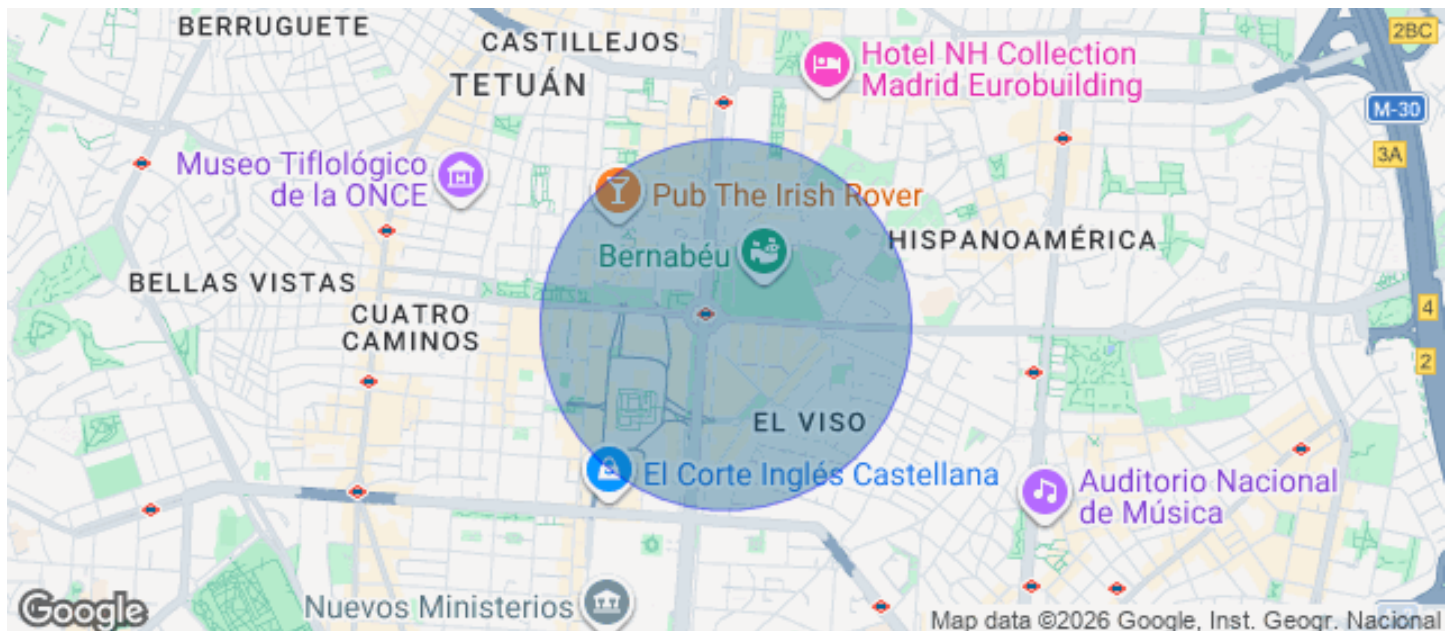 BERRUGUETE
CASTILLEJOS
TETUÁN
Hotel NH Collection
Madrid Eurobuilding
2BC
M-30
3A
Museo Tiflológico
de la ONCE
Pub The Irish Rover
Bernabéu
HISPANOAMÉRICA
BELLAS VISTAS
CUATRO
CAMINOS
4
2
EL VISO
El Corte Inglés Castellana
Auditorio Nacional
de Música
Nuevos Ministerios
Google
Map data ©2026 Google, Inst. Geogr. Nacional